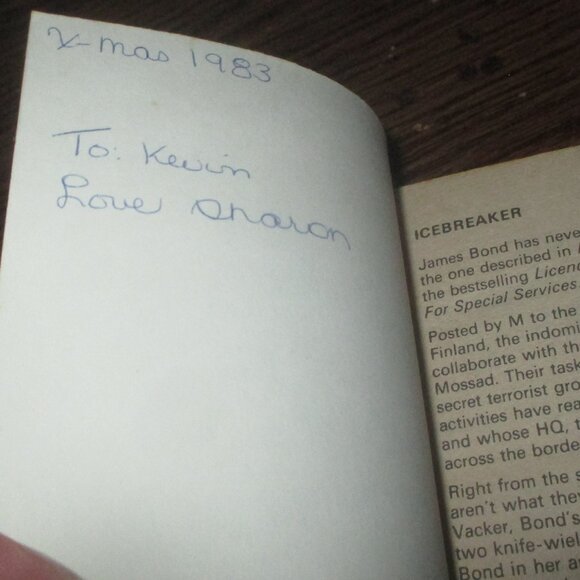 X-mas 1983
To: Kevin
Love Sharon
ICEBREAKER
James Bond has neve
the one described in
the bestselling Licen
For Special Services
Posted by M to the
Finland, the indomi
collaborate with th
Mossad. Their task
secret terrorist gro
activities have rea
and whose HQ, t
across the borde
Right from the s
aren't what they
Vacker, Bond's
two knife-wiel
Bond in her a